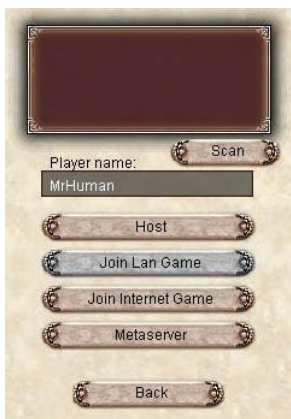 Scan
Player name:
MrHuman
Host
Join Lan Game
Join Internet Game
Metaserver
Back